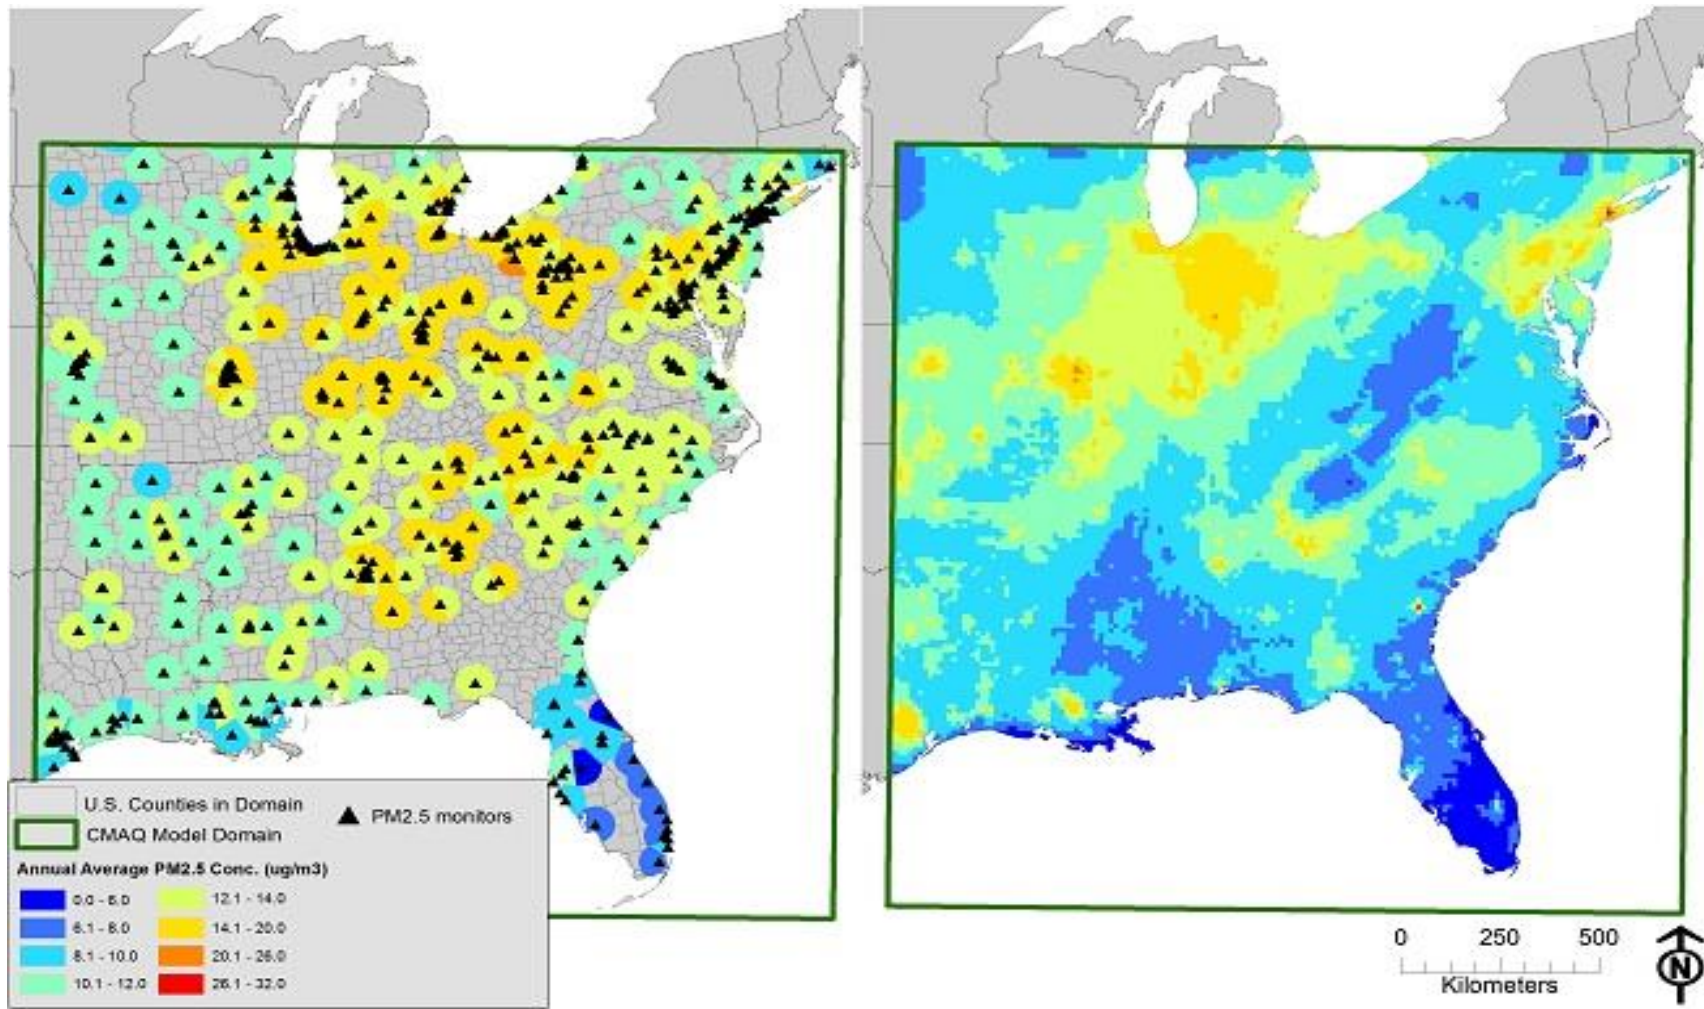 U.S. Counties in Domain
CMAQ Model Domain
PM2.5 monitors
Annual Average PM2.5 Conc. (ug/m3)
0.0 - 6.0
6.1 - 8.0
8.1 - 10.0
10.1 - 12.0
12.1 - 14.0
14.1 - 20.0
20.1 - 26.0
26.1 - 32.0
0 250 500
Kilometers
N